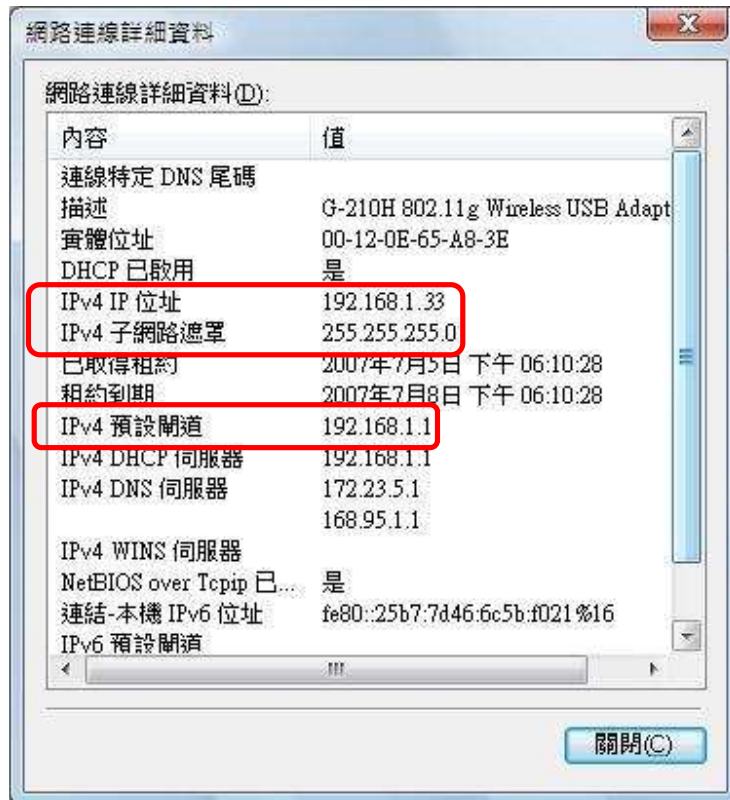 網路連線詳細資料
網路連線詳細資料(D):
內容 值
連線特定 DNS 尾碼
描述 G-210H 802.11g Wireless USB Adapt
實體位址 00-12-0E-65-A8-3E
DHCP 已啟用 是
IPv4 IP 位址 192.168.1.33
IPv4 子網路遮罩 255.255.255.0
已取得租約 2007年7月5日 下午 06:10:28
租約到期 2007年7月8日 下午 06:10:28
IPv4 預設閘道 192.168.1.1
IPv4 DHCP 伺服器 192.168.1.1
IPv4 DNS 伺服器 172.23.5.1
168.95.1.1
IPv4 WINS 伺服器
NetBIOS over Tcpip 已... 是
連結-本機 IPv6 位址 fe80::25b7:7d46:6c5b:f021%16
IPv6 預設閘道
關閉(C)